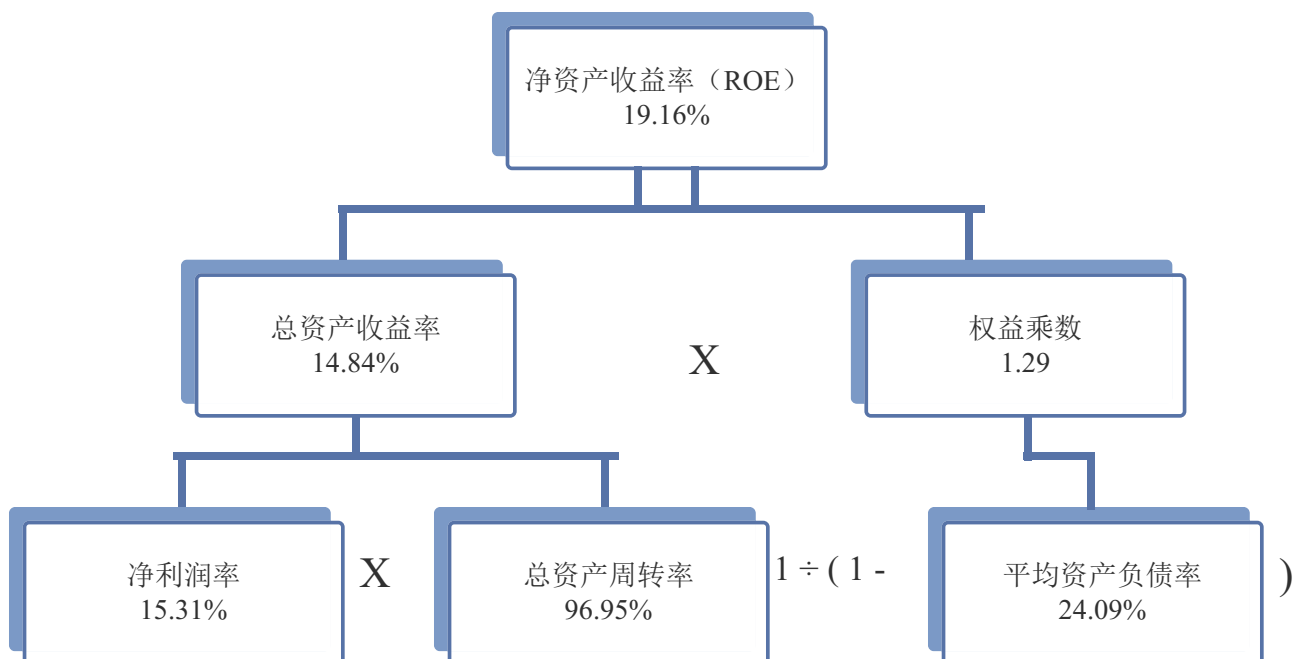 净资产收益率（ROE）
19.16%
总资产收益率
14.84%
X
权益乘数
1.29
净利润率
15.31%
X
总资产周转率
96.95%
1 ÷ ( 1 -
平均资产负债率
24.09%
)